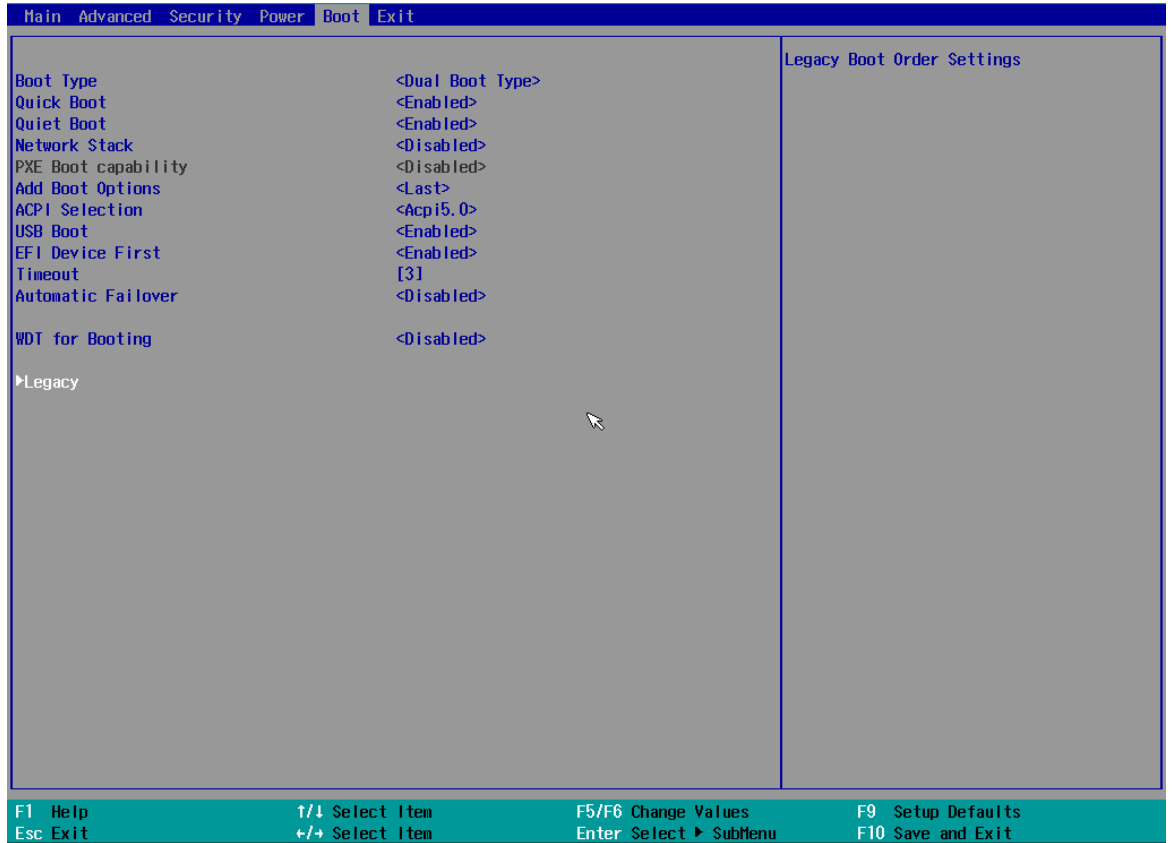 Main Advanced Security Power Boot Exit
Legacy Boot Order Settings
Boot Type <Dual Boot Type>
Quick Boot <Enabled>
Quiet Boot <Enabled>
Network Stack <Disabled>
PXE Boot capability <Disabled>
Add Boot Options <Last>
ACPI Selection <Acpi5.0>
USB Boot <Enabled>
EFI Device First <Enabled>
Timeout [3]
Automatic Failover <Disabled>
WDT for Booting <Disabled>
▶Legacy
F1 Help ↑/↓ Select Item F5/F6 Change Values F9 Setup Defaults
Esc Exit ←/→ Select Item Enter Select ▶ SubMenu F10 Save and Exit